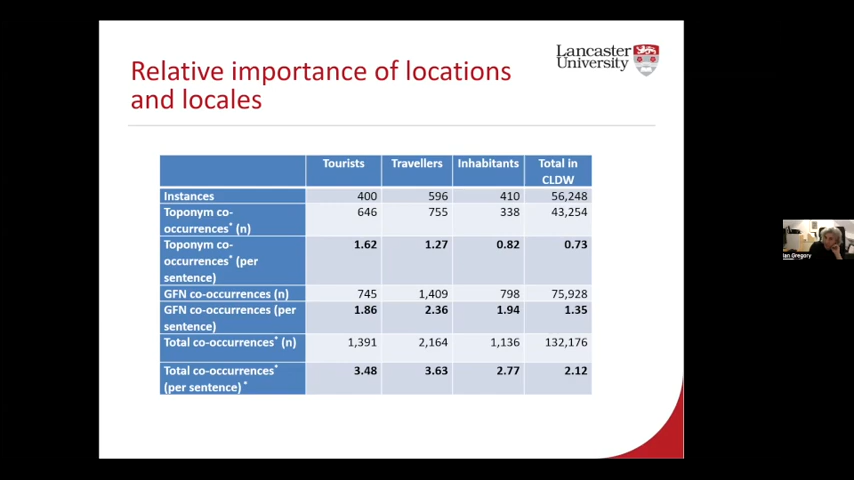 Lancaster
University
Relative importance of locations
and locales
Tourists Travellers Inhabitants Total in
CLDW
Instances 400 596 410 56,248
Toponym co-
occurrences* (n) 646 755 338 43,254
Toponym co-
occurrences* (per
sentence) 1.62 1.27 0.82 0.73
GFN co-occurrences (n) 745 1,409 798 75,928
GFN co-occurrences (per
sentence) 1.86 2.36 1.94 1.35
Total co-occurrences* (n) 1,391 2,164 1,136 132,176
Total co-occurrences*
(per sentence)* 3.48 3.63 2.77 2.12
Ian Gregory